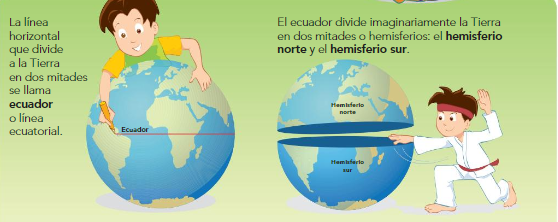 La línea
horizontal
que divide
a la Tierra
en dos mitades
se llama
ecuador
o línea
ecuatorial.
Ecuador
El ecuador divide imaginariamente la Tierra
en dos mitades o hemisferios: el hemisferio
norte y el hemisferio sur.
Hemisferio
norte
Hemisferio
sur